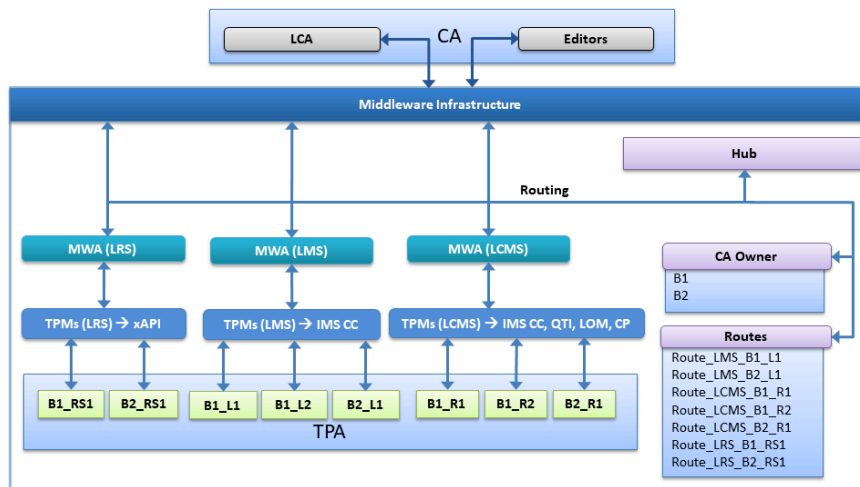 CA
LCA
Editors
Middleware Infrastructure
Hub
Routing
MWA (LRS)
MWA (LMS)
MWA (LCMS)
CA Owner
B1
B2
TPMs (LRS) → xAPI
TPMs (LMS) → IMS CC
TPMs (LCMS) → IMS CC, QTI, LOM, CP
Routes
Route_LMS_B1_L1
Route_LMS_B2_L1
Route_LCMS_B1_R1
Route_LCMS_B1_R2
Route_LCMS_B2_R1
Route_LRS_B1_RS1
Route_LRS_B2_RS1
B1_RS1
B2_RS1
B1_L1
B1_L2
B2_L1
B1_R1
B1_R2
B2_R1
TPA